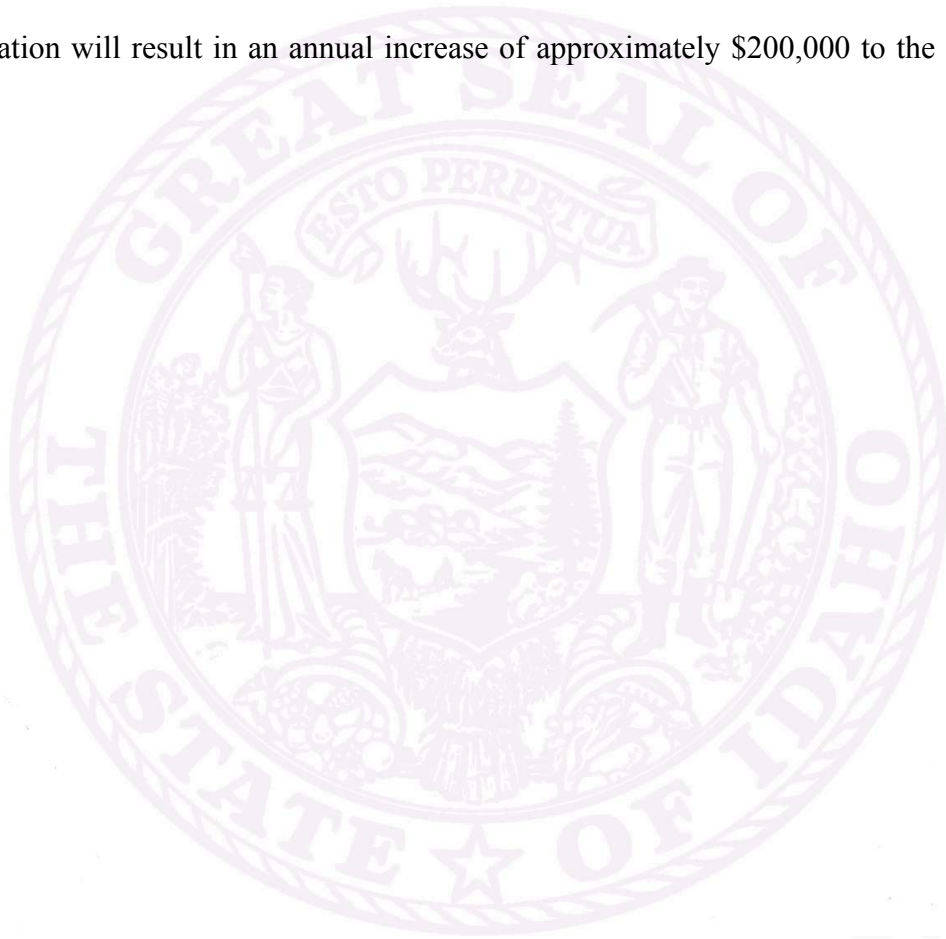 ation will result in an annual increase of approximately $200,000 to the
GREAT SEAL OF
ESTO PERPETUA
THE STATE OF IDAHO